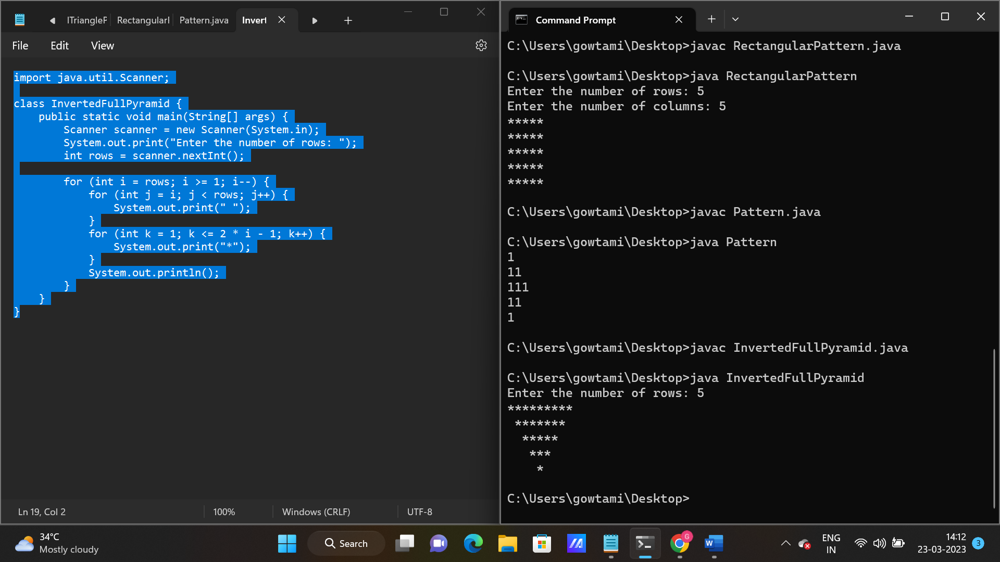 ITriangleF
RectangularI
Pattern.java
Invert
File
Edit
View
import java.util.Scanner;
class InvertedFullPyramid {
    public static void main(String[] args) {
        Scanner scanner = new Scanner(System.in);
        System.out.print("Enter the number of rows: ");
        int rows = scanner.nextInt();
        for (int i = rows; i >= 1; i--) {
            for (int j = i; j < rows; j++) {
                System.out.print(" ");
            }
            for (int k = 1; k <= 2 * i - 1; k++) {
                System.out.print("*");
            }
            System.out.println();
        }
    }
}
Ln 19, Col 2
100%
Windows (CRLF)
UTF-8
Command Prompt
C:\Users\gowtami\Desktop>javac RectangularPattern.java
C:\Users\gowtami\Desktop>java RectangularPattern
Enter the number of rows: 5
Enter the number of columns: 5
*****
*****
*****
*****
*****
C:\Users\gowtami\Desktop>javac Pattern.java
C:\Users\gowtami\Desktop>java Pattern
1
11
111
11
1
C:\Users\gowtami\Desktop>javac InvertedFullPyramid.java
C:\Users\gowtami\Desktop>java InvertedFullPyramid
Enter the number of rows: 5
*********
 *******
  *****
   ***
    *
C:\Users\gowtami\Desktop>
34°C
Mostly cloudy
Search
G
W
ENG
IN
14:12
23-03-2023
3